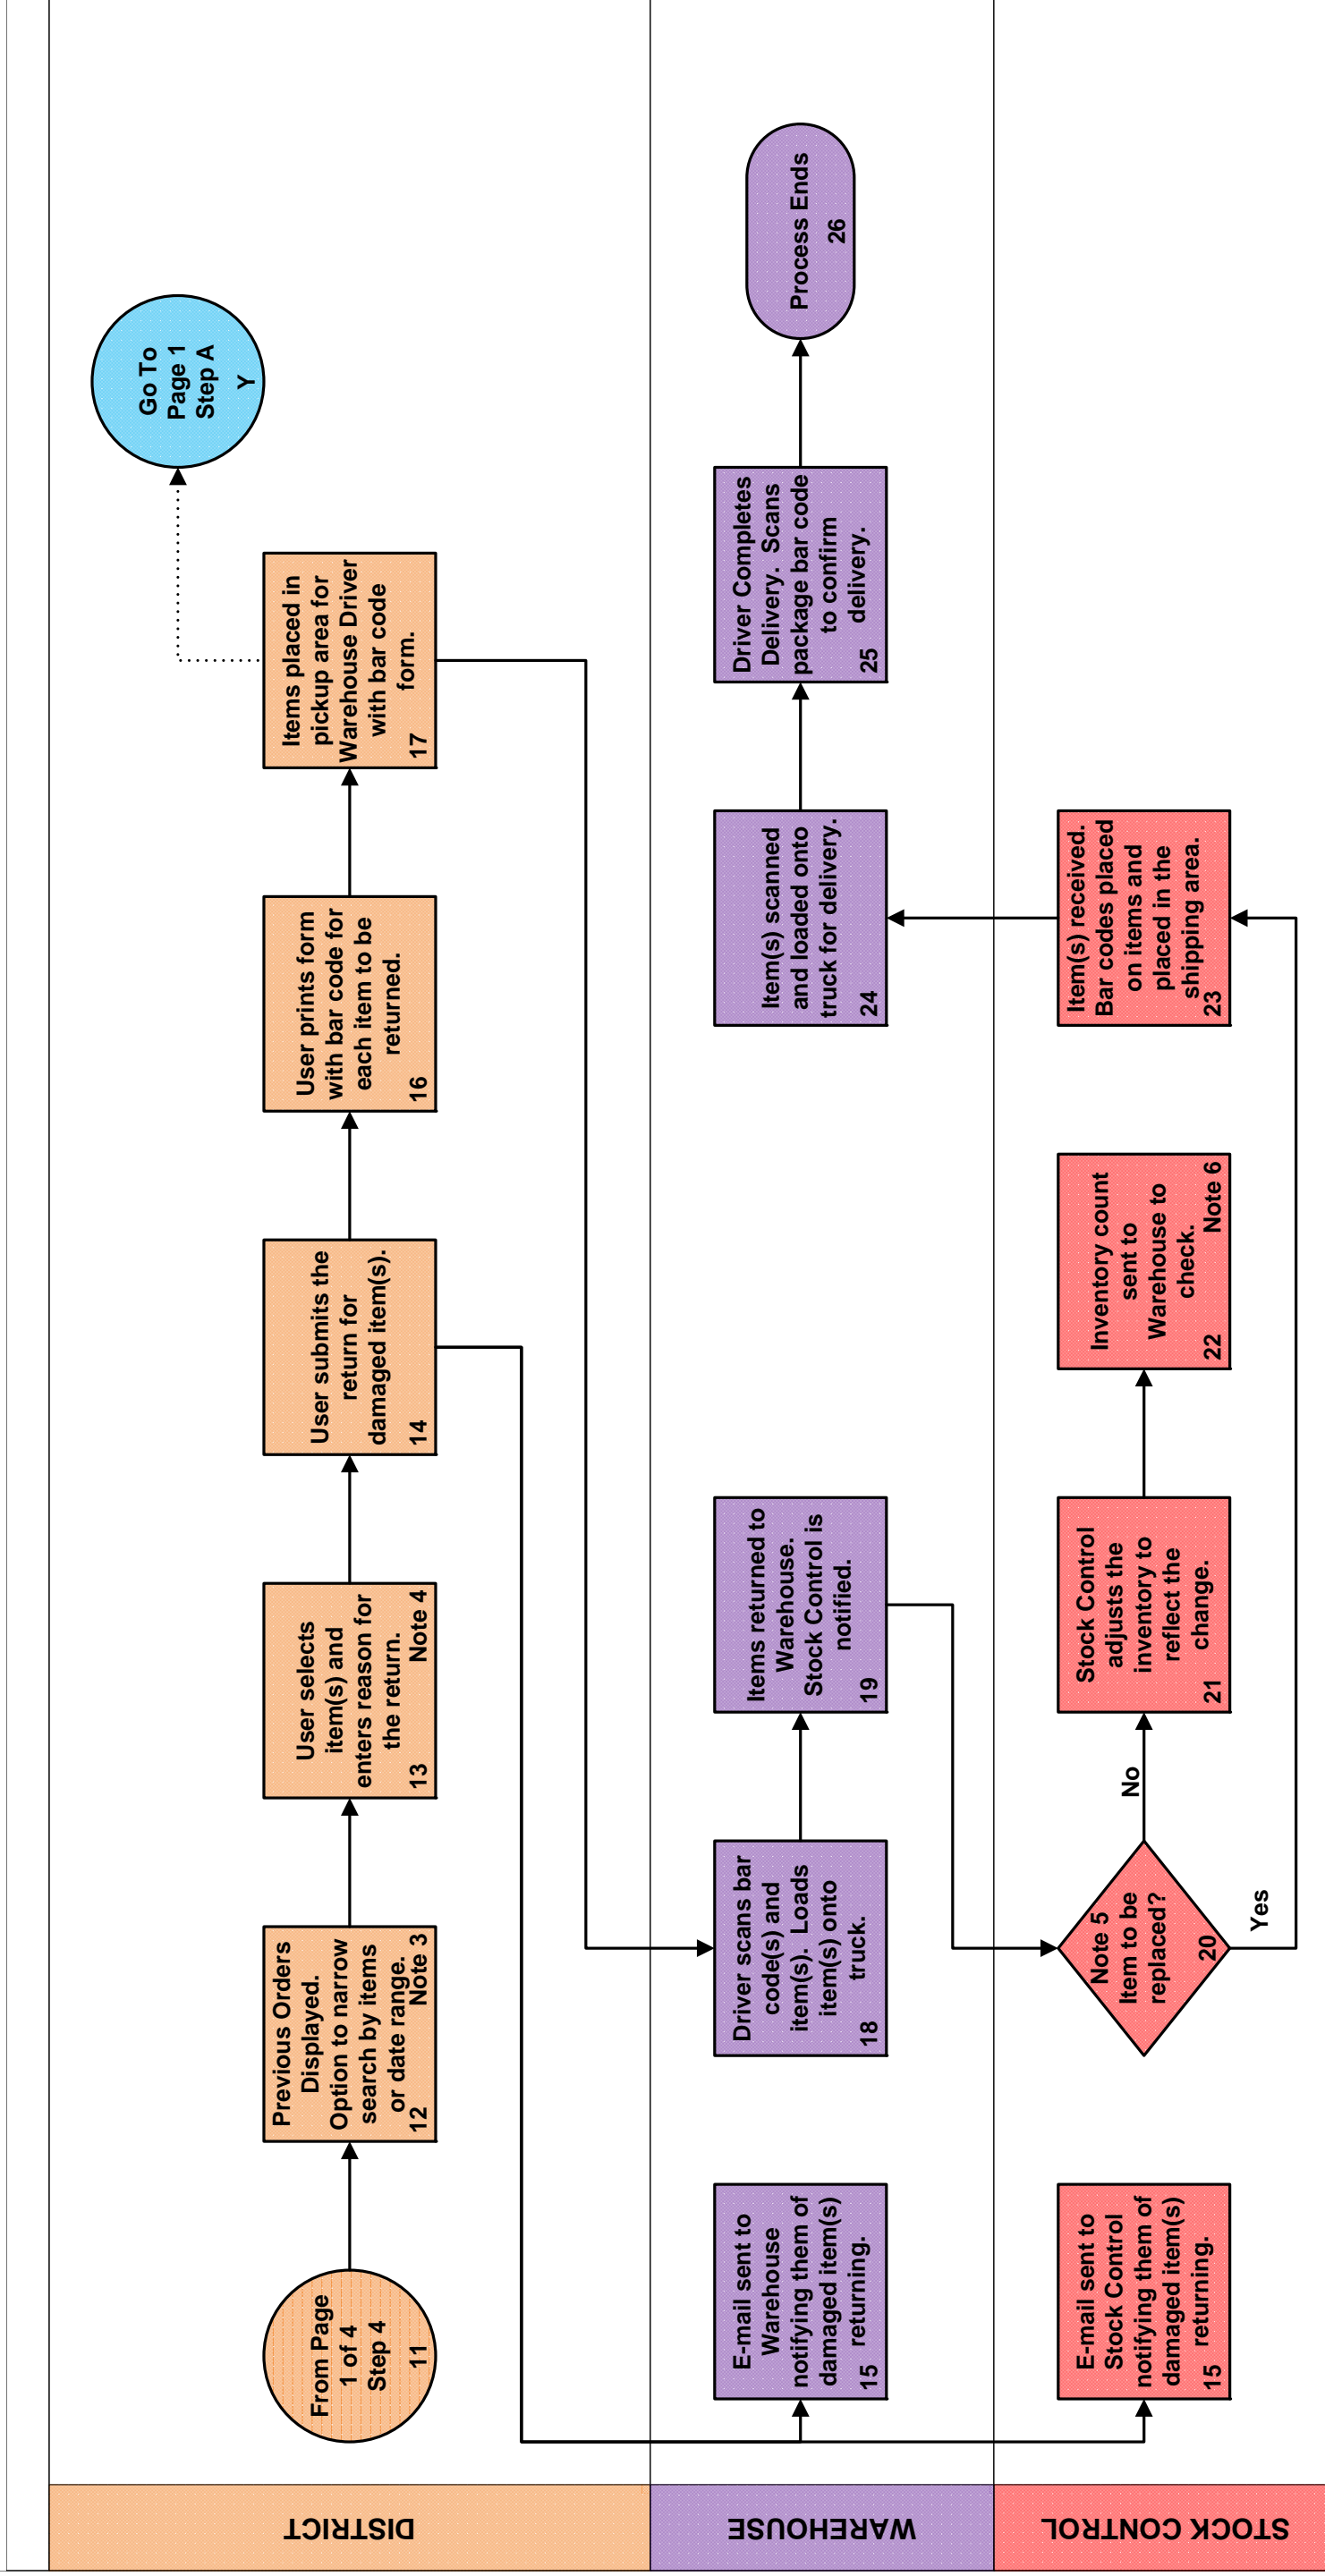 DISTRICT
From Page
1 of 4
Step 4
11
Previous Orders
Displayed.
Option to narrow
search by items
or date range.
12 Note 3
User selects
item(s) and
enters reason for
the return.
13 Note 4
User submits the
return for
damaged item(s).
14
User prints form
with bar code for
each item to be
returned.
16
Items placed in
pickup area for
Warehouse Driver
with bar code
form.
17
Go To
Page 1
Step A
Y
WAREHOUSE
E-mail sent to
Warehouse
notifying them of
damaged item(s)
returning.
15
Driver scans bar
code(s) and
item(s). Loads
item(s) onto
truck.
18
Items returned to
Warehouse.
Stock Control is
notified.
19
Item(s) scanned
and loaded onto
truck for delivery.
24
Driver Completes
Delivery. Scans
package bar code
to confirm
delivery.
25
Process Ends
26
STOCK CONTROL
E-mail sent to
Stock Control
notifying them of
damaged item(s)
returning.
15
Note 5
Item to be
replaced?
20
No
Yes
Stock Control
adjusts the
inventory to
reflect the
change.
21
Inventory count
sent to
Warehouse to
check.
22 Note 6
Item(s) received.
Bar codes placed
on items and
placed in the
shipping area.
23